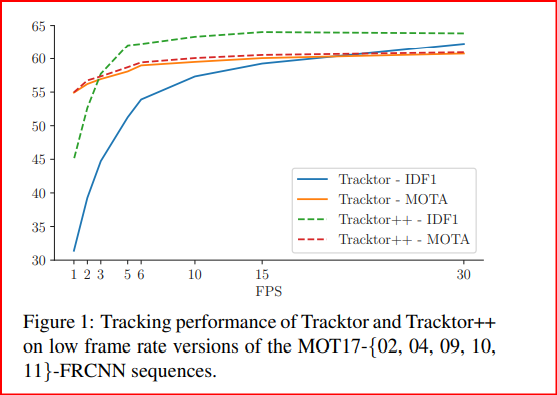 65
60
55
50
45
40
35
30
Tracktor - IDF1
Tracktor - MOTA
Tracktor++ - IDF1
Tracktor++ - MOTA
1 2 3 5 6 10 15 30
FPS
Figure 1: Tracking performance of Tracktor and Tracktor++
on low frame rate versions of the MOT17-{02, 04, 09, 10,
11}-FRCNN sequences.